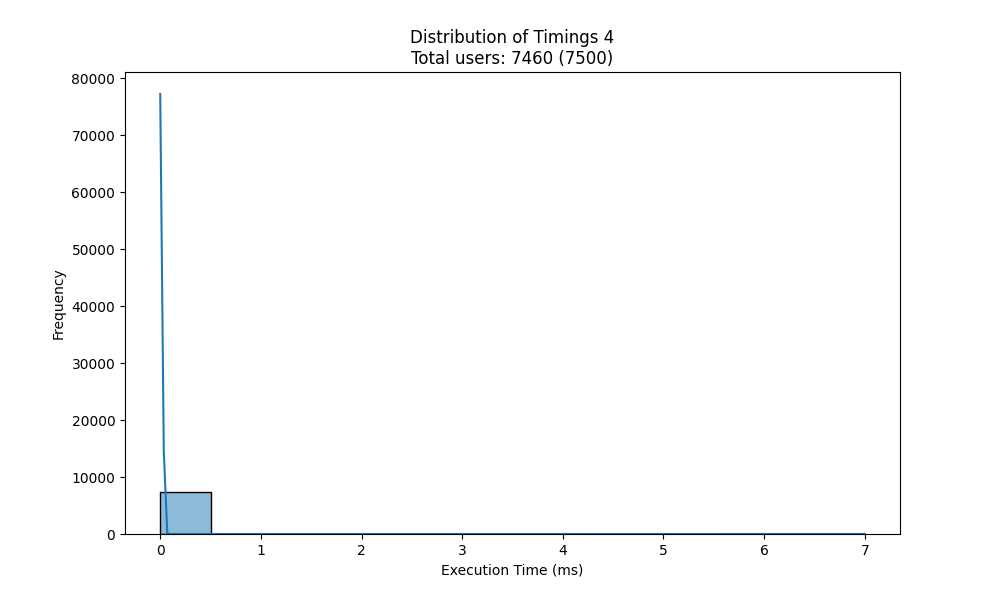 Distribution of Timings 4
Total users: 7460 (7500)
80000
70000
60000
50000
40000
30000
20000
10000
0
Frequency
0 1 2 3 4 5 6 7
Execution Time (ms)